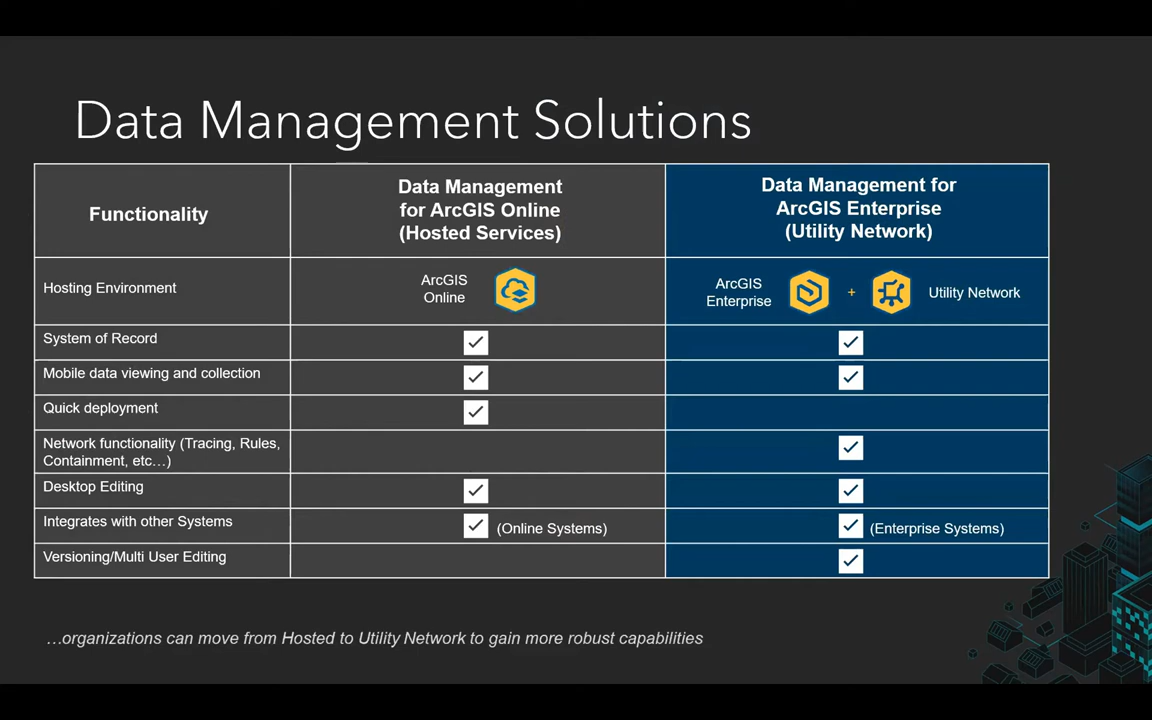 Data Management Solutions
Functionality
Data Management
for ArcGIS Online
(Hosted Services)
Data Management for
ArcGIS Enterprise
(Utility Network)
Hosting Environment
ArcGIS
Online
ArcGIS
Enterprise
+
Utility Network
System of Record
Mobile data viewing and collection
Quick deployment
Network functionality (Tracing, Rules,
Containment, etc…)
Desktop Editing
Integrates with other Systems
(Online Systems)
(Enterprise Systems)
Versioning/Multi User Editing
…organizations can move from Hosted to Utility Network to gain more robust capabilities